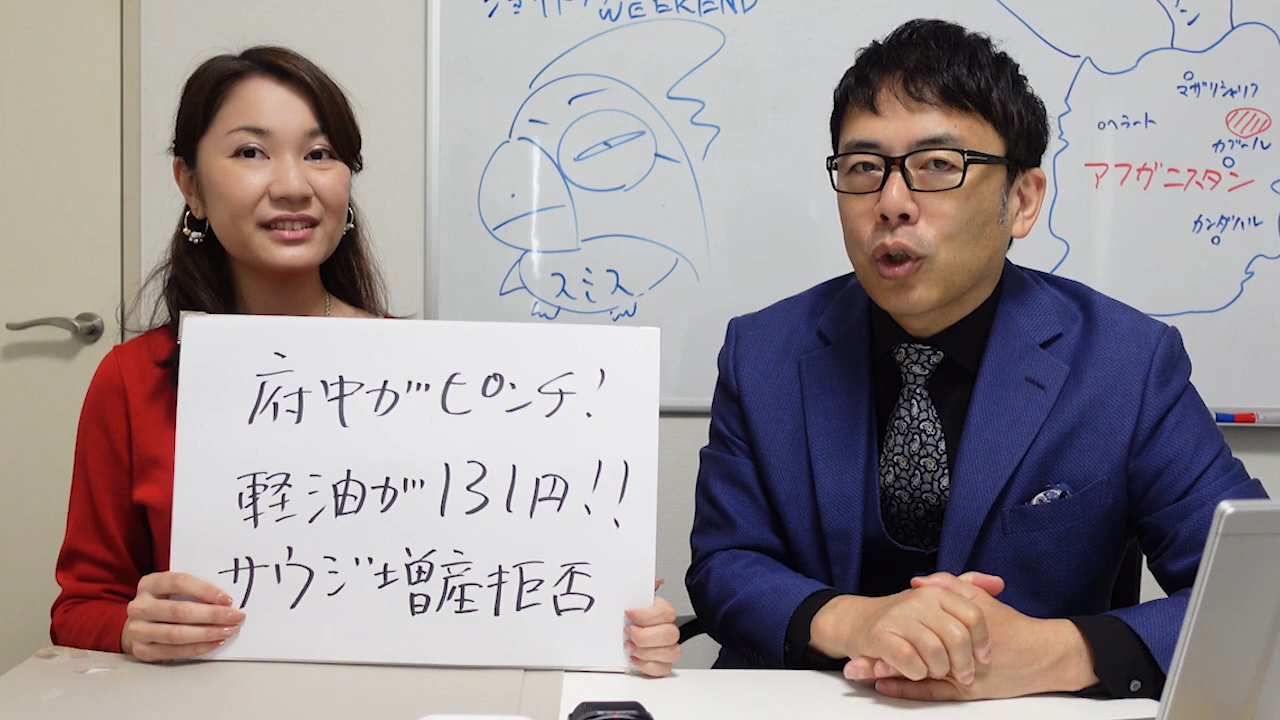 WEEKEND
スミス
マザリシャリフ
ヘラート
カブール
アフガニスタン
カンダハル
府中がピンチ!
軽油が131円!!
サウジ増産拒否